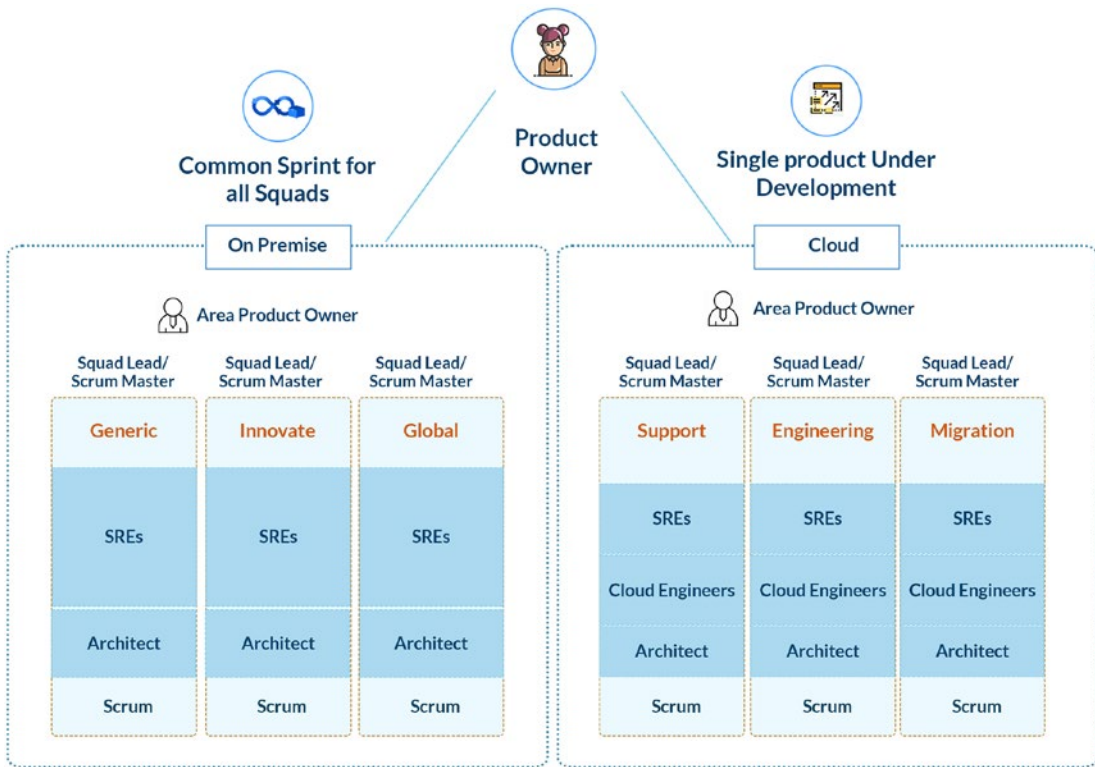 Product
Owner
Common Sprint for
all Squads
Single product Under
Development
On Premise
Area Product Owner
Squad Lead/
Scrum Master
Squad Lead/
Scrum Master
Squad Lead/
Scrum Master
Generic
Innovate
Global
SREs
SREs
SREs
Architect
Architect
Architect
Scrum
Scrum
Scrum
Cloud
Area Product Owner
Squad Lead/
Scrum Master
Squad Lead/
Scrum Master
Squad Lead/
Scrum Master
Support
Engineering
Migration
SREs
SREs
SREs
Cloud Engineers
Cloud Engineers
Cloud Engineers
Architect
Architect
Architect
Scrum
Scrum
Scrum